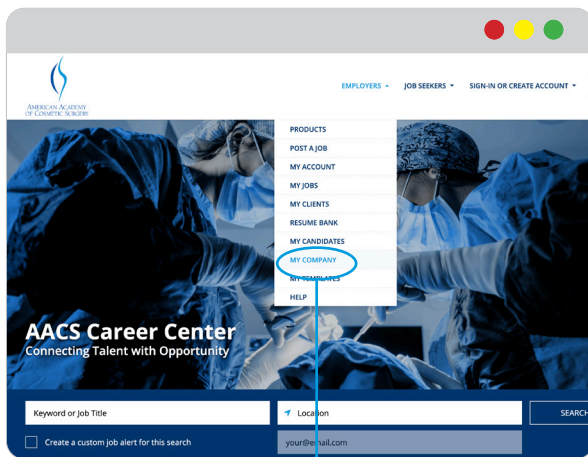 AMERICAN ACADEMY
OF COSMETIC SURGERY
EMPLOYERS
JOB SEEKERS
SIGN-IN OR CREATE ACCOUNT
PRODUCTS
POST A JOB
MY ACCOUNT
MY JOBS
MY CLIENTS
RESUME BANK
MY CANDIDATES
MY COMPANY
MY TEMPLATES
HELP
AACS Career Center
Connecting Talent with Opportunity
Keyword or Job Title
Location
SEARCH
Create a custom job alert for this search
your@email.com